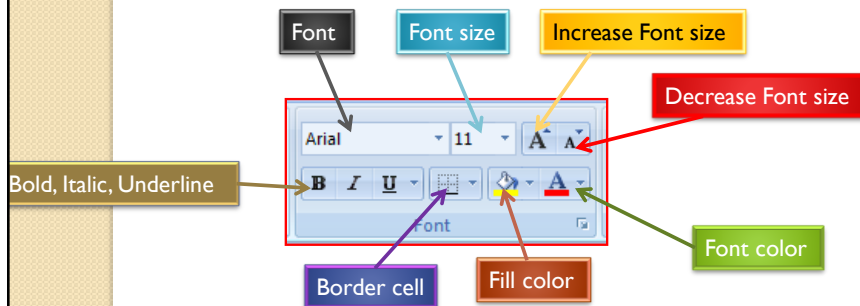 Font
Font size
Increase Font size
Decrease Font size
Arial
11
A A
Bold, Italic, Underline
B I U
A
Font
Font color
Border cell
Fill color